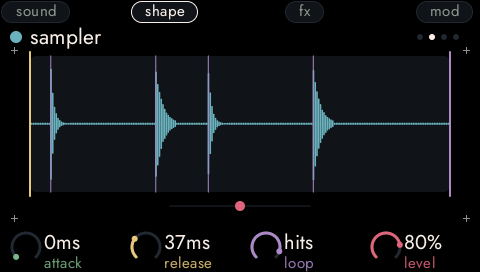 sound shape fx mod
sampler
0ms 37ms hits 80%
attack release loop level